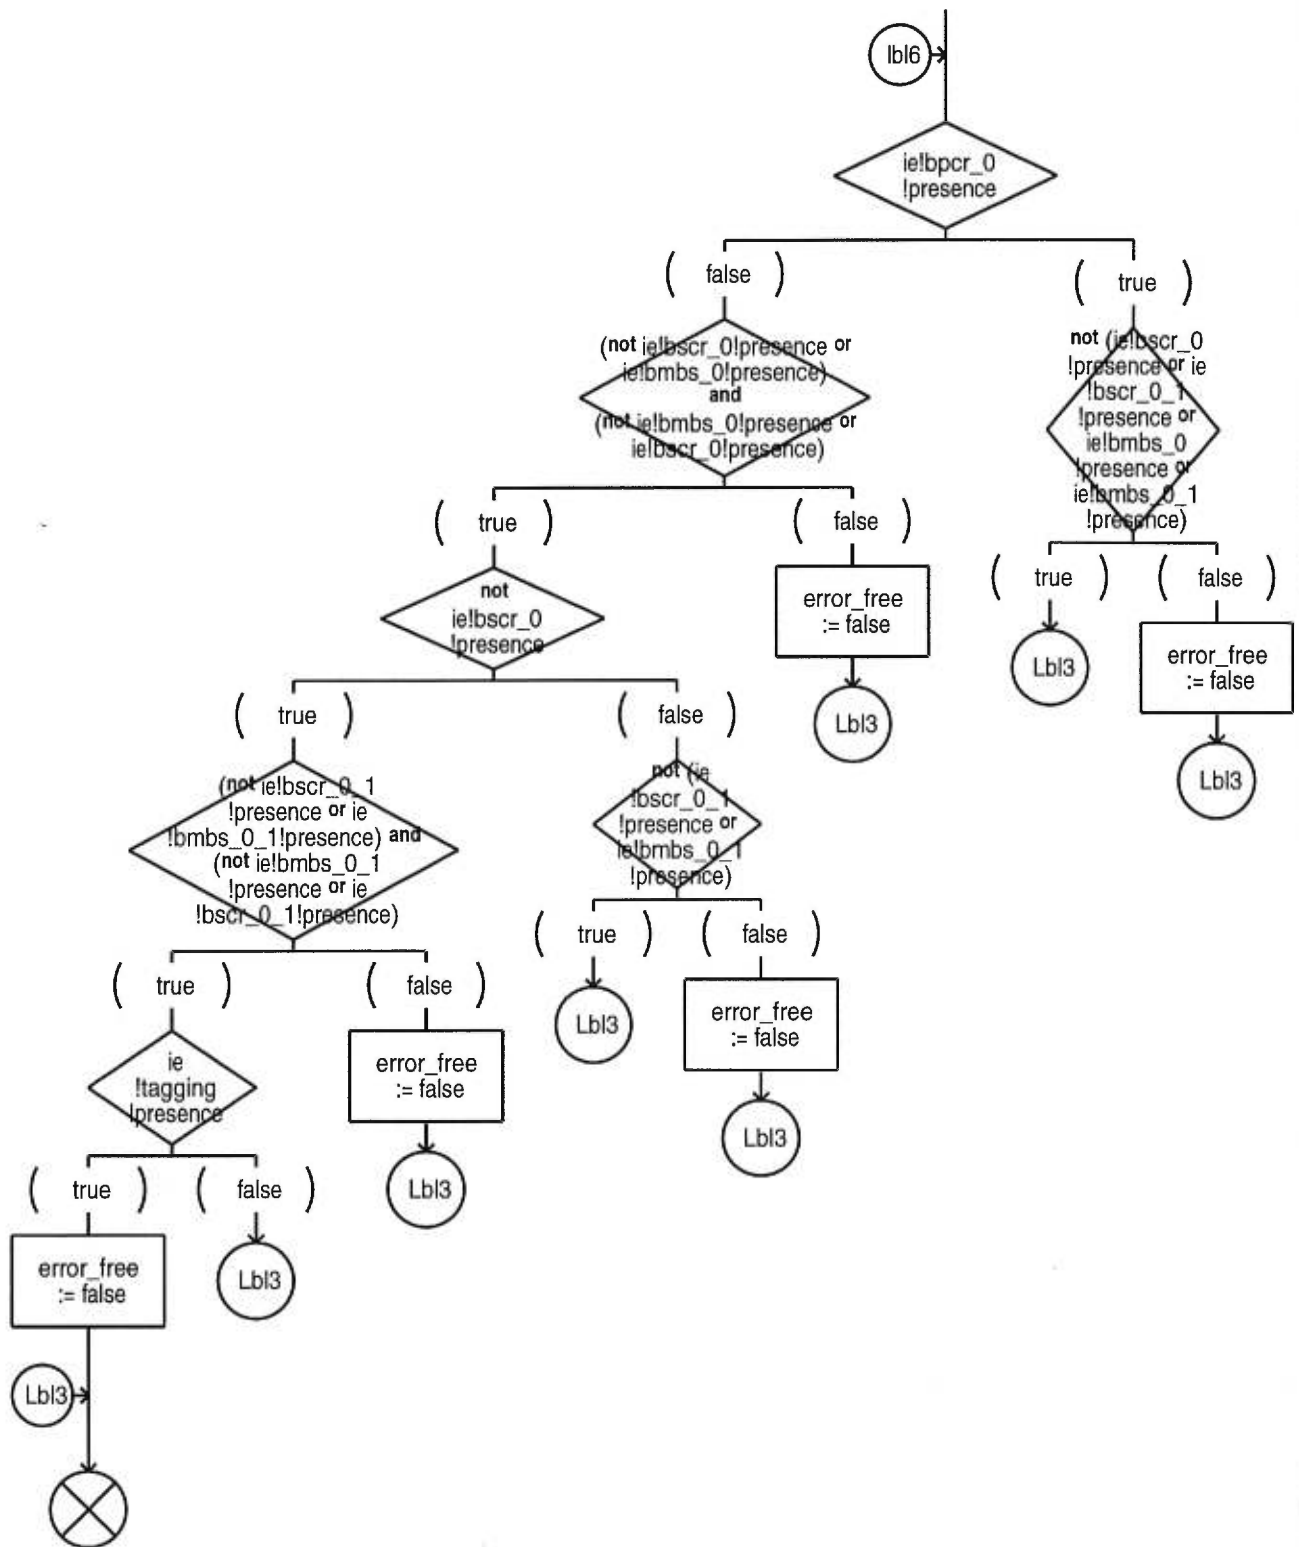 lbl6
ie!bpcr_0
!presence
( false )
( true )
(not ie!bscr_0!presence or
ie!bmbs_0!presence)
and
(not ie!bmbs_0!presence or
ie!bscr_0!presence)
not (ie!bscr_0
!presence or ie
!bscr_0_1
!presence or
ie!bmbs_0
!presence or
ie!bmbs_0_1
!presence)
( true )
( false )
( true )
( false )
not
ie!bscr_0
!presence
error_free
:= false
Lbl3
Lbl3
error_free
:= false
Lbl3
( true )
( false )
(not ie!bscr_0_1
!presence or ie
!bmbs_0_1!presence) and
(not ie!bmbs_0_1
!presence or ie
!bscr_0_1!presence)
not (ie
!bscr_0_1
!presence or
ie!bmbs_0_1
!presence)
( true )
( false )
( true )
( false )
ie
!tagging
!presence
error_free
:= false
Lbl3
Lbl3
error_free
:= false
Lbl3
( true )
( false )
error_free
:= false
Lbl3
Lbl3